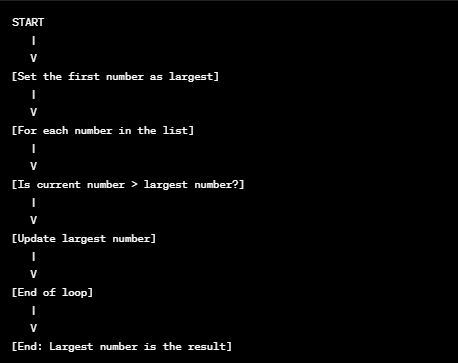 START
|
V
[Set the first number as largest]
|
V
[For each number in the list]
|
V
[Is current number > largest number?]
|
V
[Update largest number]
|
V
[End of loop]
|
V
[End: Largest number is the result]